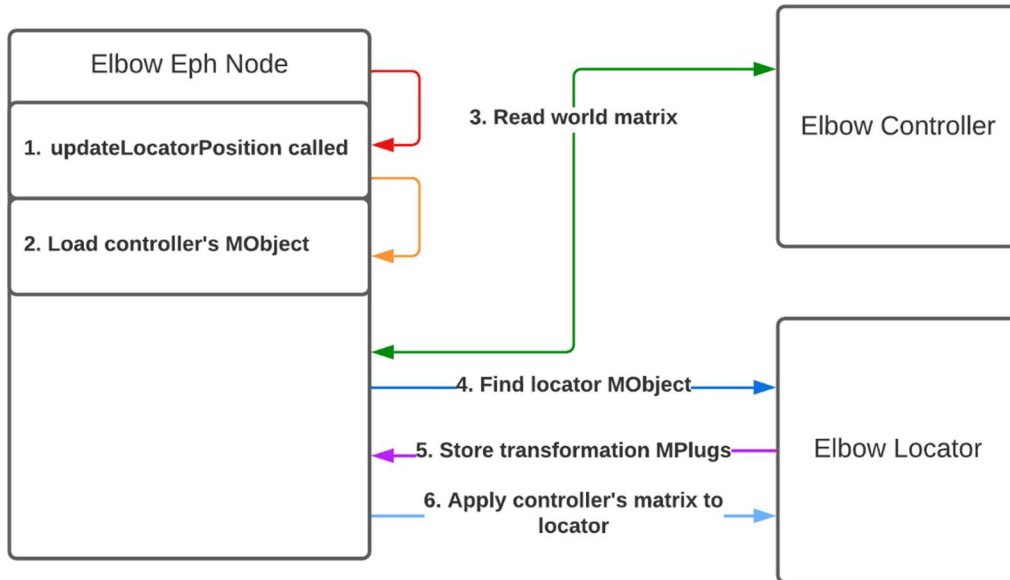 Elbow Eph Node
1. updateLocatorPosition called
2. Load controller's MObject
3. Read world matrix
Elbow Controller
4. Find locator MObject
5. Store transformation MPlugs
6. Apply controller's matrix to
locator
Elbow Locator